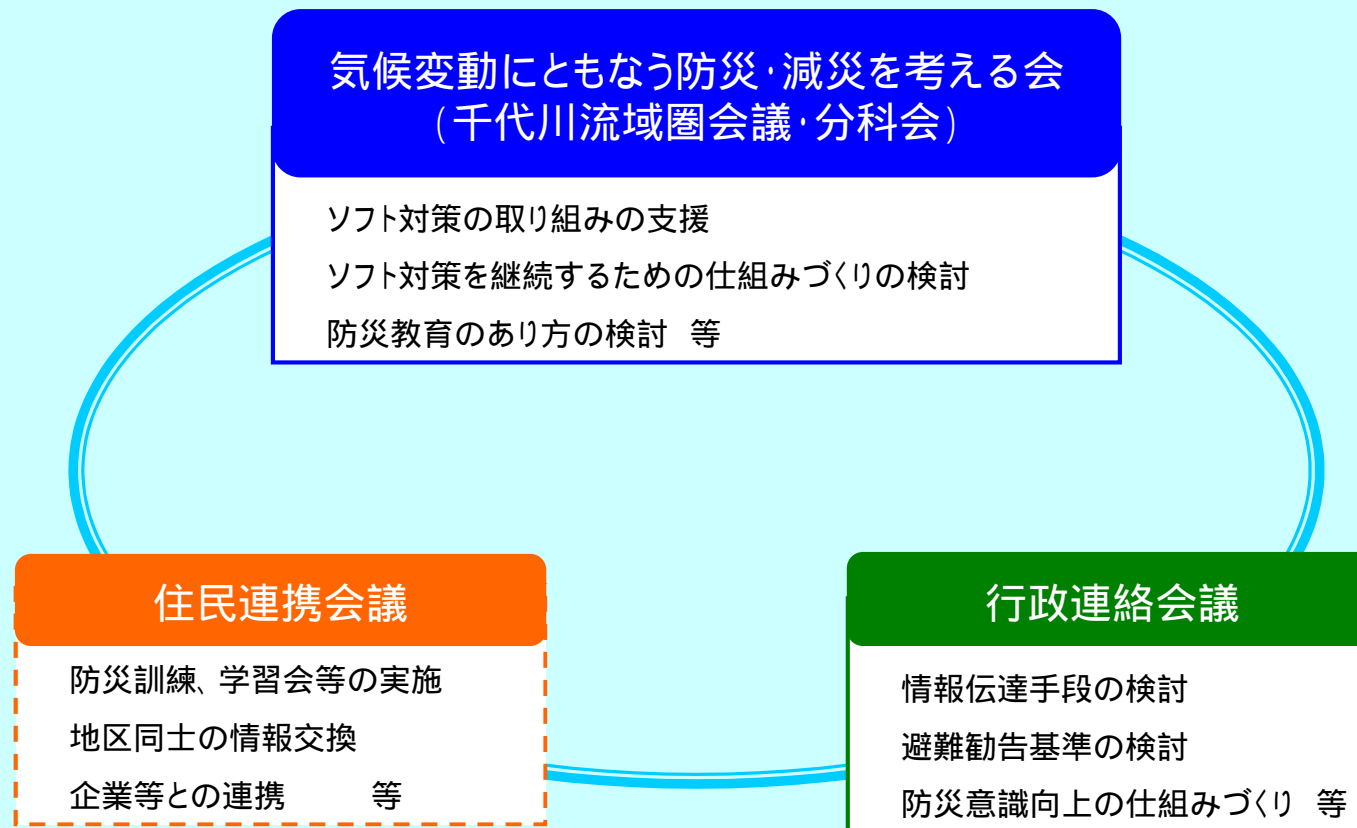 気候変動にともなう防災・減災を考える会
(千代川流域圏会議・分科会)
ソフト対策の取り組みの支援
ソフト対策を継続するための仕組みづくりの検討
防災教育のあり方の検討 等
住民連携会議
防災訓練、学習会等の実施
地区同士の情報交換
企業等との連携 等
行政連絡会議
情報伝達手段の検討
避難勧告基準の検討
防災意識向上の仕組みづくり 等